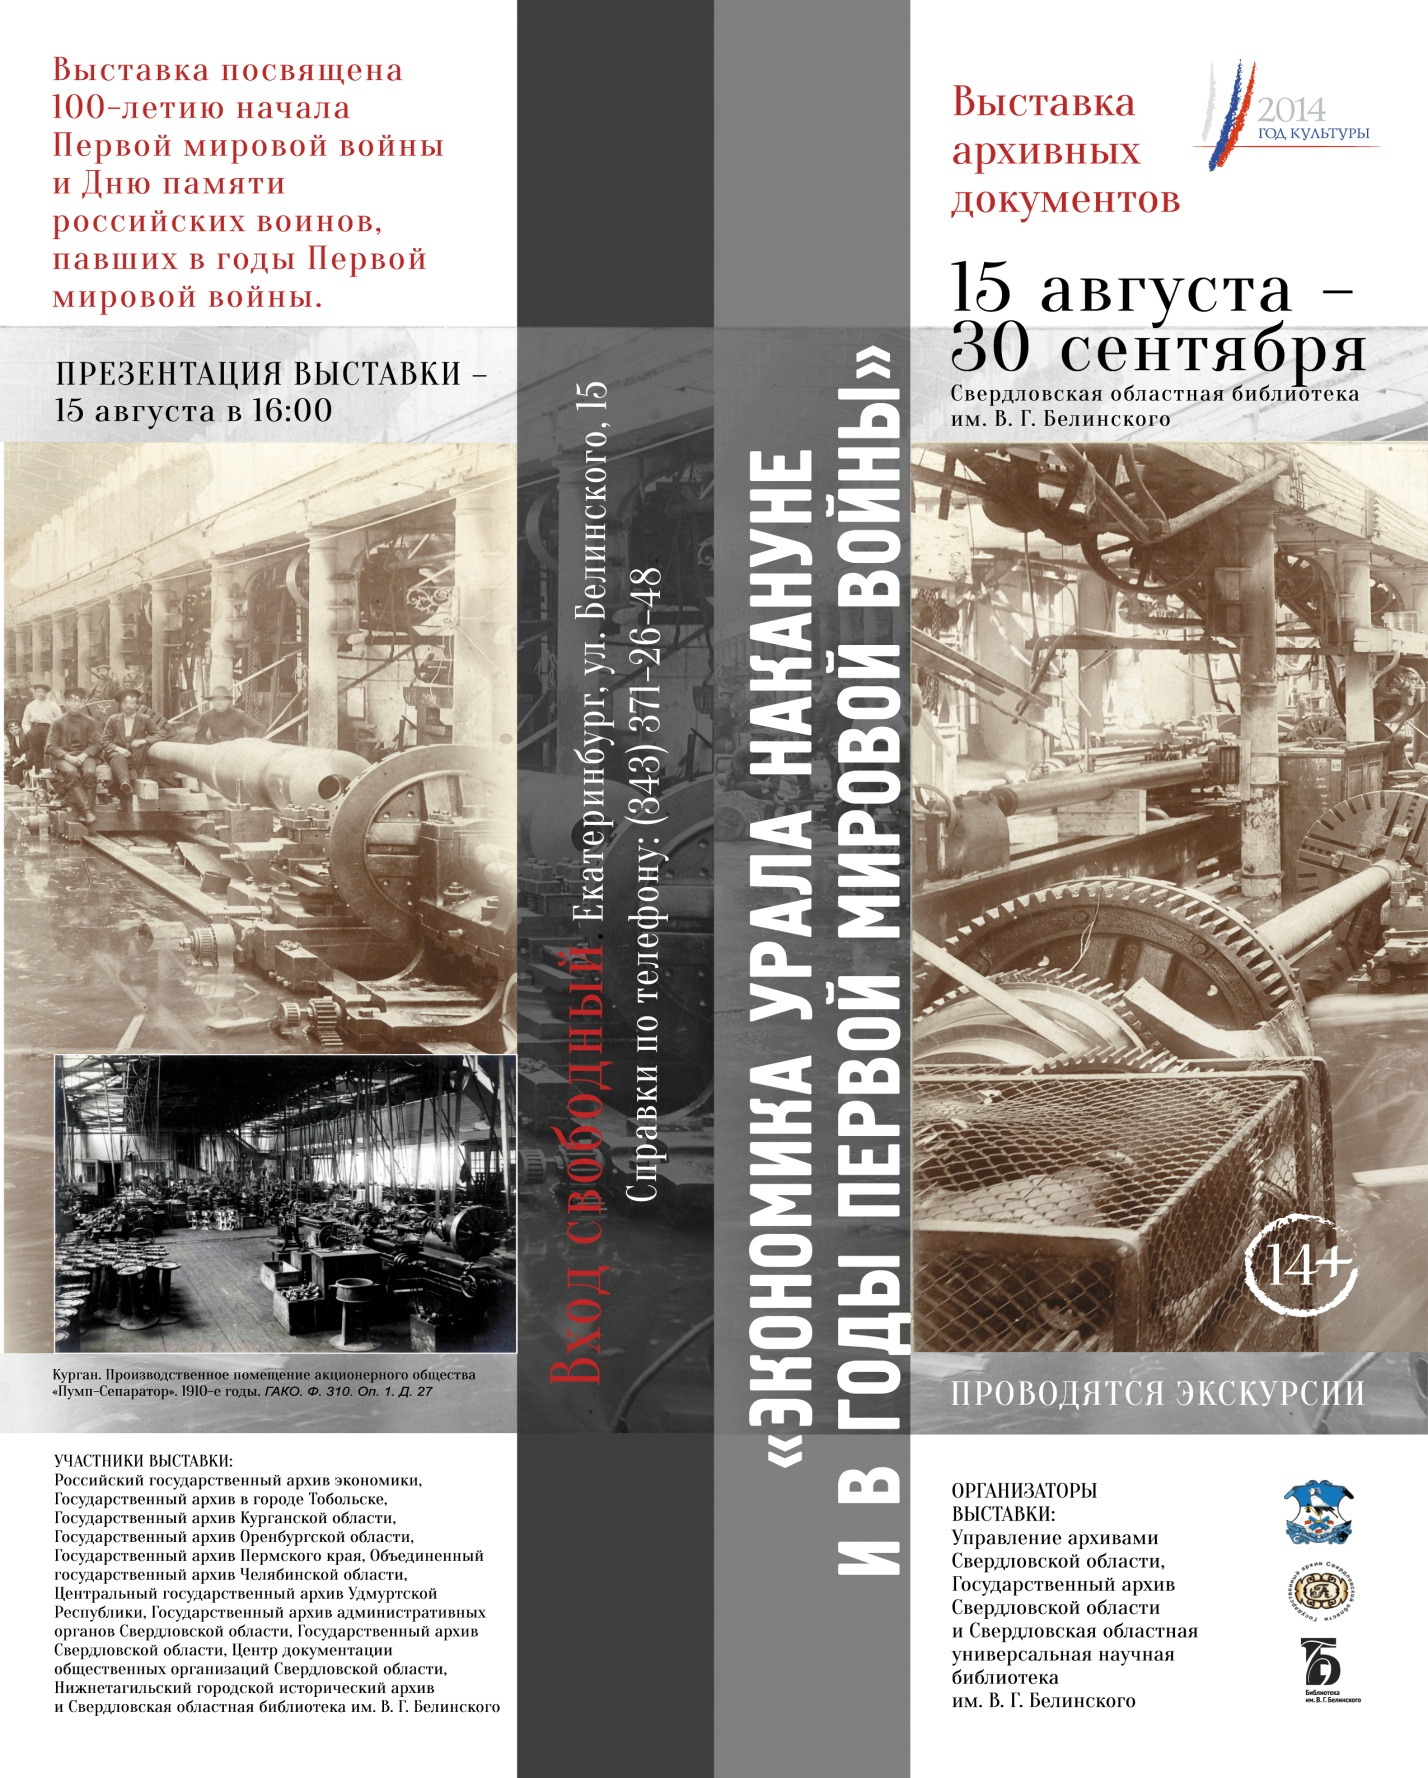 Выставка посвящена
100-летию начала
Первой мировой войны
и Дню памяти
российских воинов,
павших в годы Первой
мировой войны.
ПРЕЗЕНТАЦИЯ ВЫСТАВКИ –
15 августа в 16:00
Курган. Производственное помещение акционерного общества
«Пумп-Сепаратор». 1910-е годы. ГАКО. Ф. 310. Оп. 1. Д. 27
УЧАСТНИКИ ВЫСТАВКИ:
Российский государственный архив экономики,
Государственный архив в городе Тобольске,
Государственный архив Курганской области,
Государственный архив Оренбургской области,
Государственный архив Пермского края, Объединенный
государственный архив Челябинской области,
Центральный государственный архив Удмуртской
Республики, Государственный архив административных
органов Свердловской области, Государственный архив
Свердловской области, Центр документации
общественных организаций Свердловской области,
Нижнетагильский городской исторический архив
и Свердловская областная библиотека им. В. Г. Белинского
Вход свободный. Екатеринбург, ул. Белинского, 15
Справки по телефону: (343) 371-26-48
«ЭКОНОМИКА УРАЛА НАКАНУНЕ
И В ГОДЫ ПЕРВОЙ МИРОВОЙ ВОЙНЫ»
Выставка
архивных
документов
2014
ГОД КУЛЬТУРЫ
15 августа –
30 сентября
Свердловская областная библиотека
им. В. Г. Белинского
14+
ПРОВОДЯТСЯ ЭКСКУРСИИ
ОРГАНИЗАТОРЫ
ВЫСТАВКИ:
Управление архивами
Свердловской области,
Государственный архив
Свердловской области
и Свердловская областная
универсальная научная
библиотека
им. В. Г. Белинского
Государственный архив Свердловской области
Библиотека
им. В. Г. Белинского